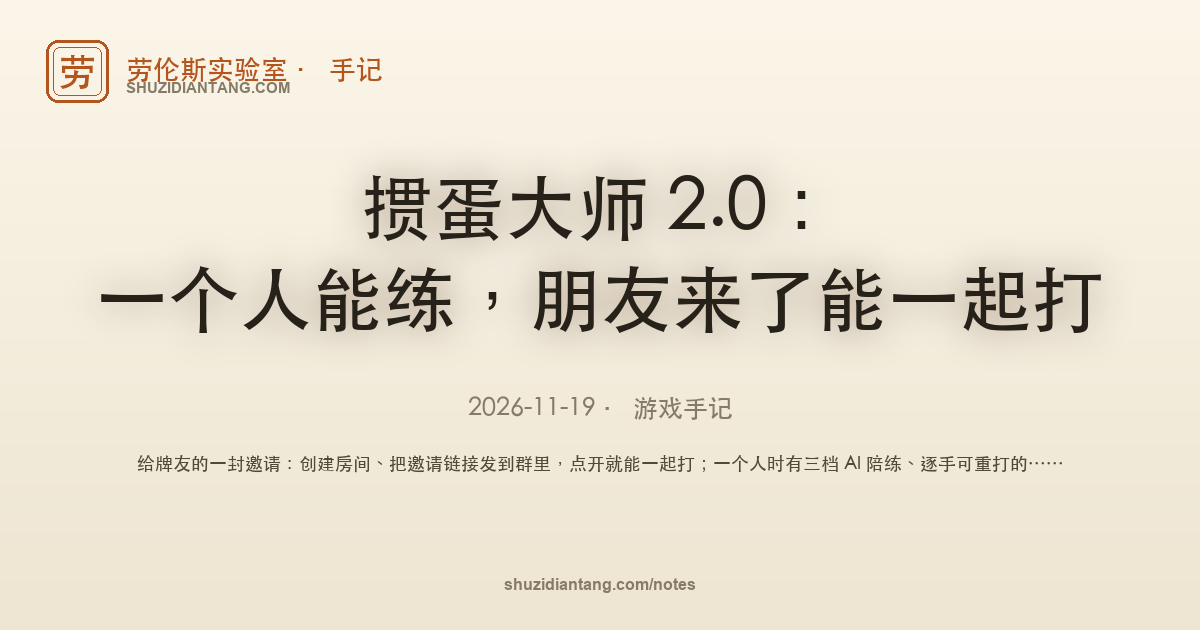 劳
劳伦斯实验室 · 手记
SHUZIDIANTANG.COM
掼蛋大师 2.0：
一个人能练，朋友来了能一起打
2026-11-19 · 游戏手记
给牌友的一封邀请：创建房间、把邀请链接发到群里，点开就能一起打；一个人时有三档 AI 陪练、逐手可重打的……
shuzidiantang.com/notes